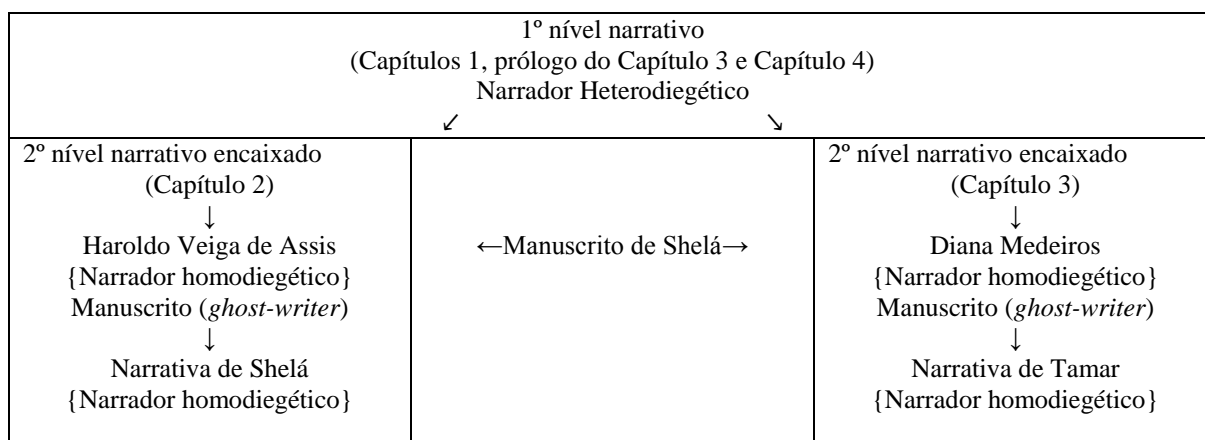 1º nível narrativo
(Capítulos 1, prólogo do Capítulo 3 e Capítulo 4)
Narrador Heterodiegético
↙ ↘
2º nível narrativo encaixado
(Capítulo 2)
↓
Haroldo Veiga de Assis
{Narrador homodiegético}
Manuscrito (ghost-writer)
↓
Narrativa de Shelá
{Narrador homodiegético}
←Manuscrito de Shelá→
2º nível narrativo encaixado
(Capítulo 3)
↓
Diana Medeiros
{Narrador homodiegético}
Manuscrito (ghost-writer)
↓
Narrativa de Tamar
{Narrador homodiegético}